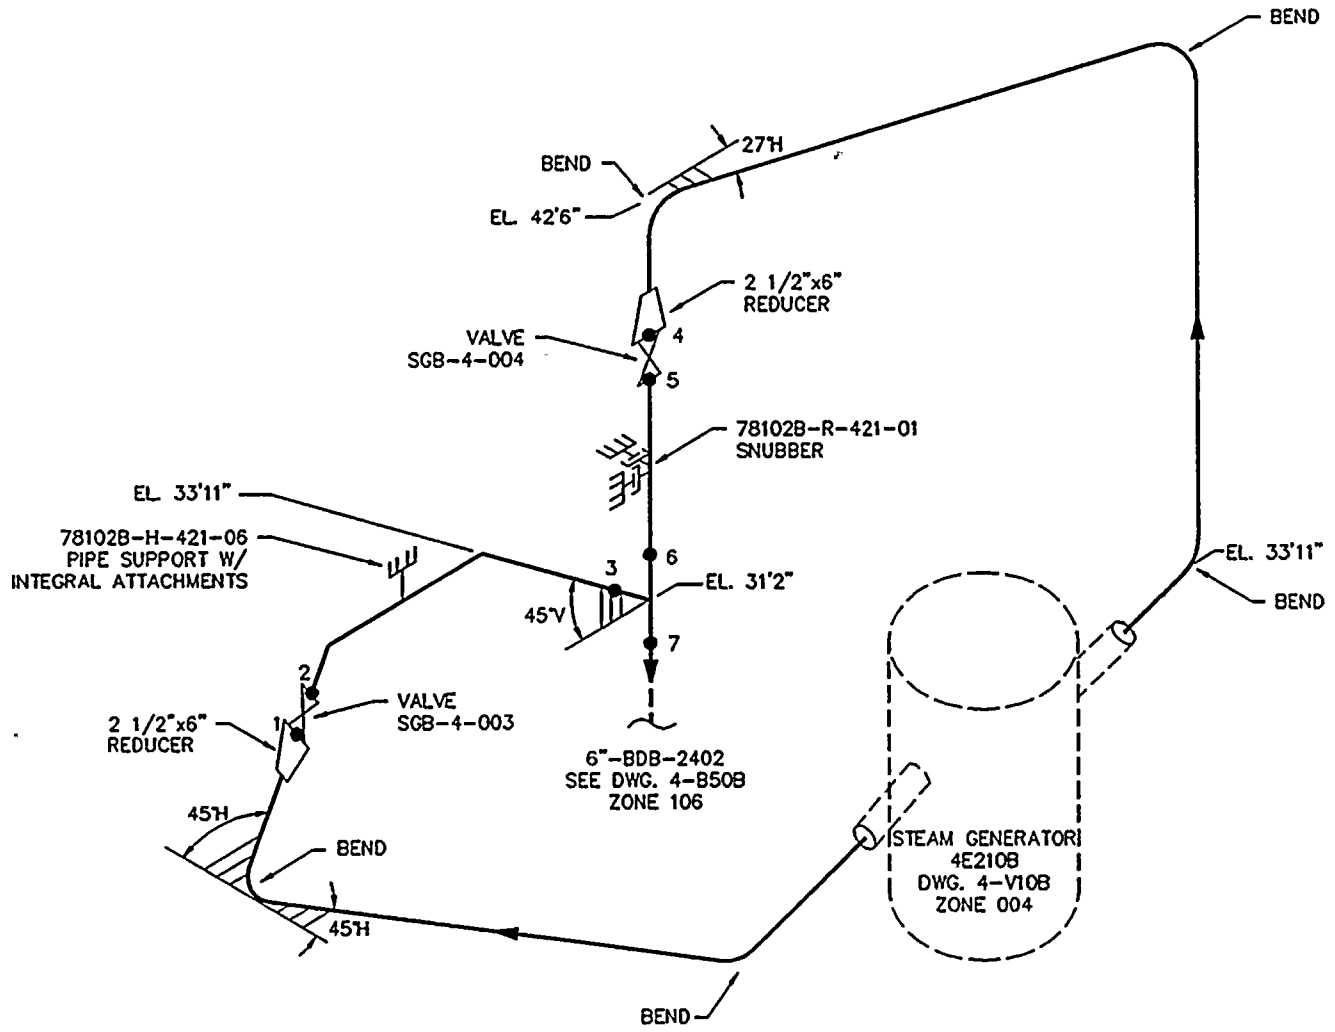 BEND
27°H
BEND
EL. 42'6"
2 1/2"x6"
REDUCER
4
VALVE
SGB-4-004
5
78102B-R-421-01
SNUBBER
EL. 33'11"
78102B-H-421-06
PIPE SUPPORT W/
INTEGRAL ATTACHMENTS
6
EL. 33'11"
3
EL. 31'2"
BEND
45°V
7
2
VALVE
SGB-4-003
1
2 1/2"x6"
REDUCER
6"-BDB-2402
SEE DWG. 4-B50B
ZONE 106
45°H
BEND
STEAM GENERATOR
4E210B
DWG. 4-V10B
ZONE 004
45°H
BEND